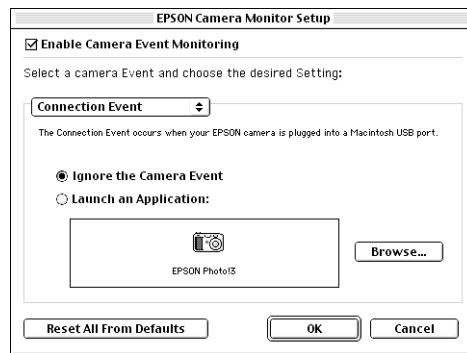 EPSON Camera Monitor Setup
Enable Camera Event Monitoring
Select a camera Event and choose the desired Setting:
Connection Event
The Connection Event occurs when your EPSON camera is plugged into a Macintosh USB port.
Ignore the Camera Event
Launch an Application:
EPSON Photo!3
Browse...
Reset All From Defaults
OK
Cancel